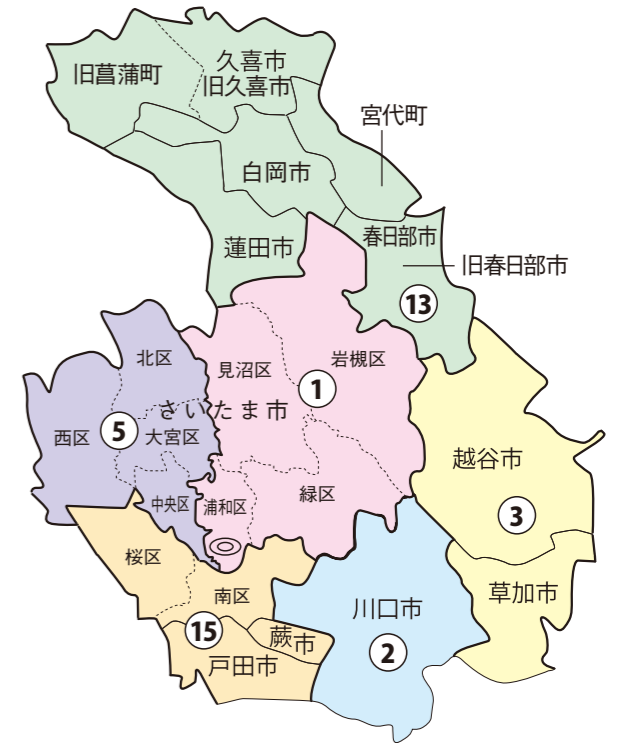 旧菖蒲町
久喜市
旧久喜市
宮代町
白岡市
蓮田市
春日部市
旧春日部市
13
北区
見沼区
岩槻区
1
さいたま市
西区
5
大宮区
中央区
浦和区
緑区
越谷市
3
桜区
南区
15
蕨市
戸田市
川口市
2
草加市